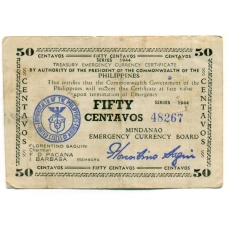 50 FIFTY CENTAVOS FIFTY CENTAVOS 50
SERIES 1944
TREASURY EMERGENCY CURRENCY CERTIFICATE
BY AUTHORITY OF THE PRESIDENT OF THE COMMONWEALTH OF THE
PHILIPPINES
The Commonwealth Government of the
Philippines will redeem this Certificate at face value
upon termination of Emergency
CENTAVOS
CENTAVOS
FIFTY SERIES 1944
CENTAVOS 48267
MINDANAO
EMERGENCY CURRENCY BOARD
FLORENTINO SAGUIN
Chairman
F. D. PACANA
J. BARBASA MEMBERS
Florentino Saguin
50 FIFTY CENTAVOS FIFTY CENTAVOS 50